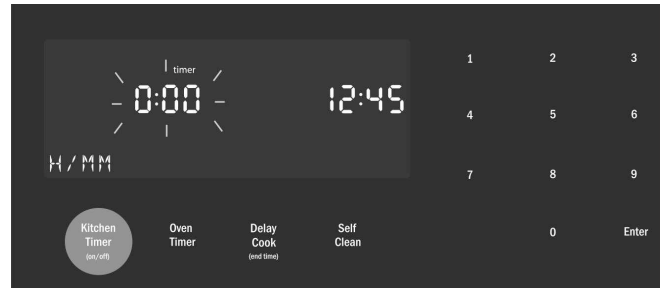 timer
0:00
12:45
H/MM
Kitchen Timer (on/off)
Oven Timer
Delay Cook (end time)
Self Clean
1 2 3
4 5 6
7 8 9
0 Enter